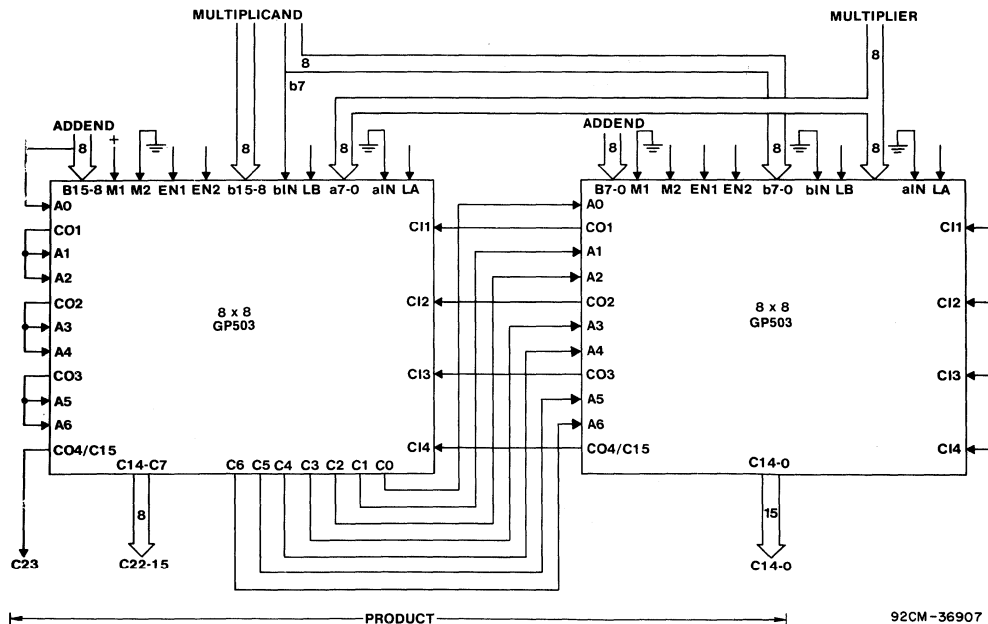 MULTIPLICAND
MULTIPLIER
8
8
b7
ADDEND
+
8
8
8
ADDEND
8
8
8
B15-8 M1 M2 EN1 EN2 b15-8 bIN LB a7-0 aIN LA
B7-0 M1 M2 EN1 EN2 b7-0 bIN LB aIN LA
A0
CO1
A1
A2
CO2
A3
A4
CO3
A5
A6
CO4/C15
8 x 8
GP503
CI1
CI2
CI3
CI4
C14-C7
C6 C5 C4 C3 C2 C1 C0
A0
CO1
A1
A2
CO2
A3
A4
CO3
A5
A6
CO4/C15
8 x 8
GP503
CI1
CI2
CI3
CI4
C14-0
8
15
C23
C22-15
C14-0
PRODUCT
92CM-36907